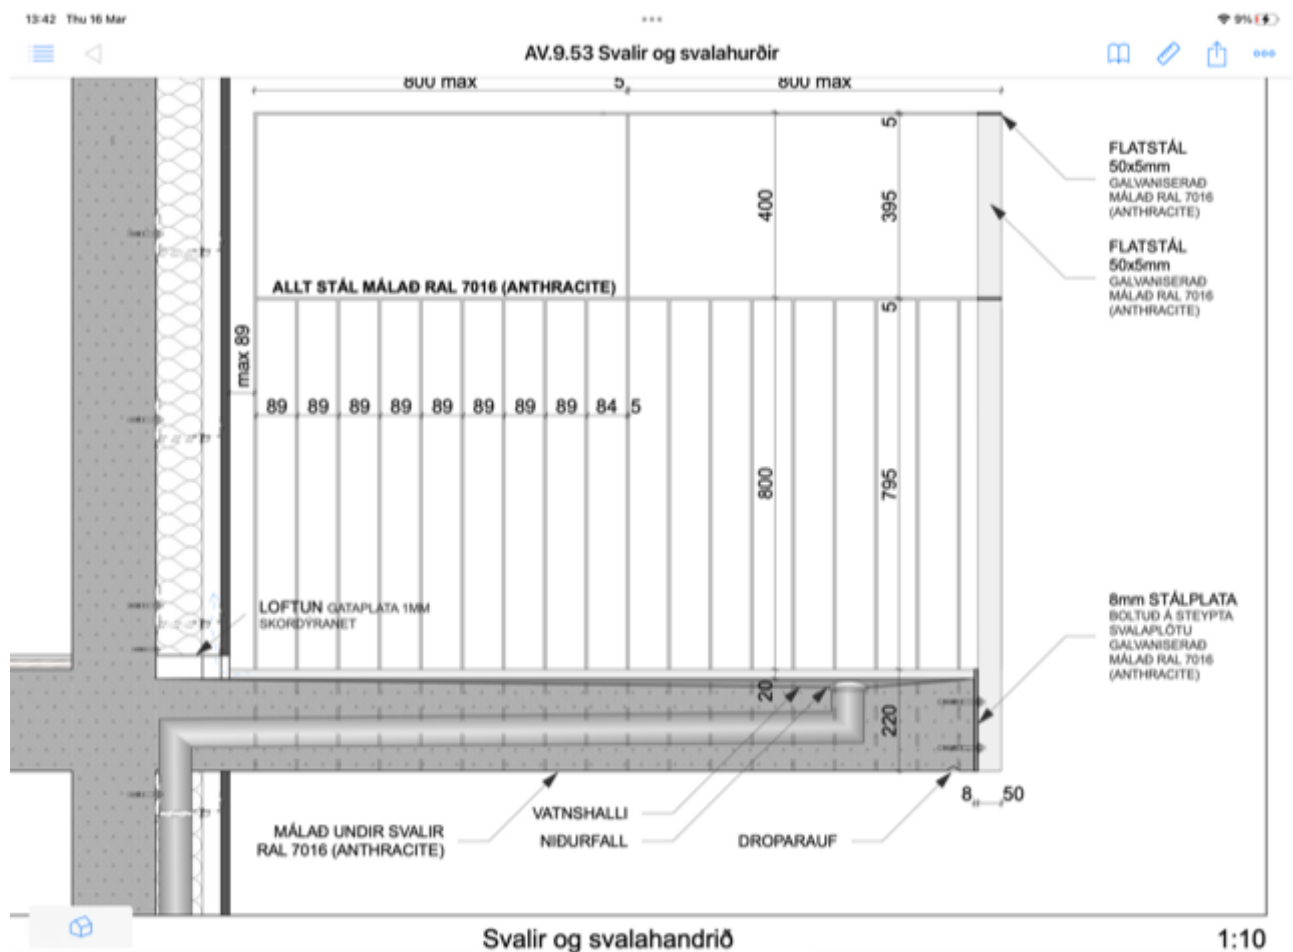 13:42 Thu 16 Mar
9%
AV.9.53 Svalir og svalahurðir
800 max
5
800 max
5
FLATSTÁL
50x5mm
GALVANISERAÐ
MÁLAÐ RAL 7016
(ANTHRACITE)
400
395
FLATSTÁL
50x5mm
GALVANISERAÐ
MÁLAÐ RAL 7016
(ANTHRACITE)
ALLT STÁL MÁLAÐ RAL 7016 (ANTHRACITE)
5
max 89
89 89 89 89 89 89 89 89 84 5
800
795
LOFTUN GATAPLATA 1MM
SKORDÝRANET
8mm STÁLPLATA
BOLTUÐ Á STEYPTA
SVALAPLÖTU
GALVANISERAÐ
MÁLAÐ RAL 7016
(ANTHRACITE)
20
220
8 50
VATNSHALLI
MÁLAÐ UNDIR SVALIR
RAL 7016 (ANTHRACITE)
NIÐURFALL
DROPARAUF
Svalir og svalahandrið
1:10